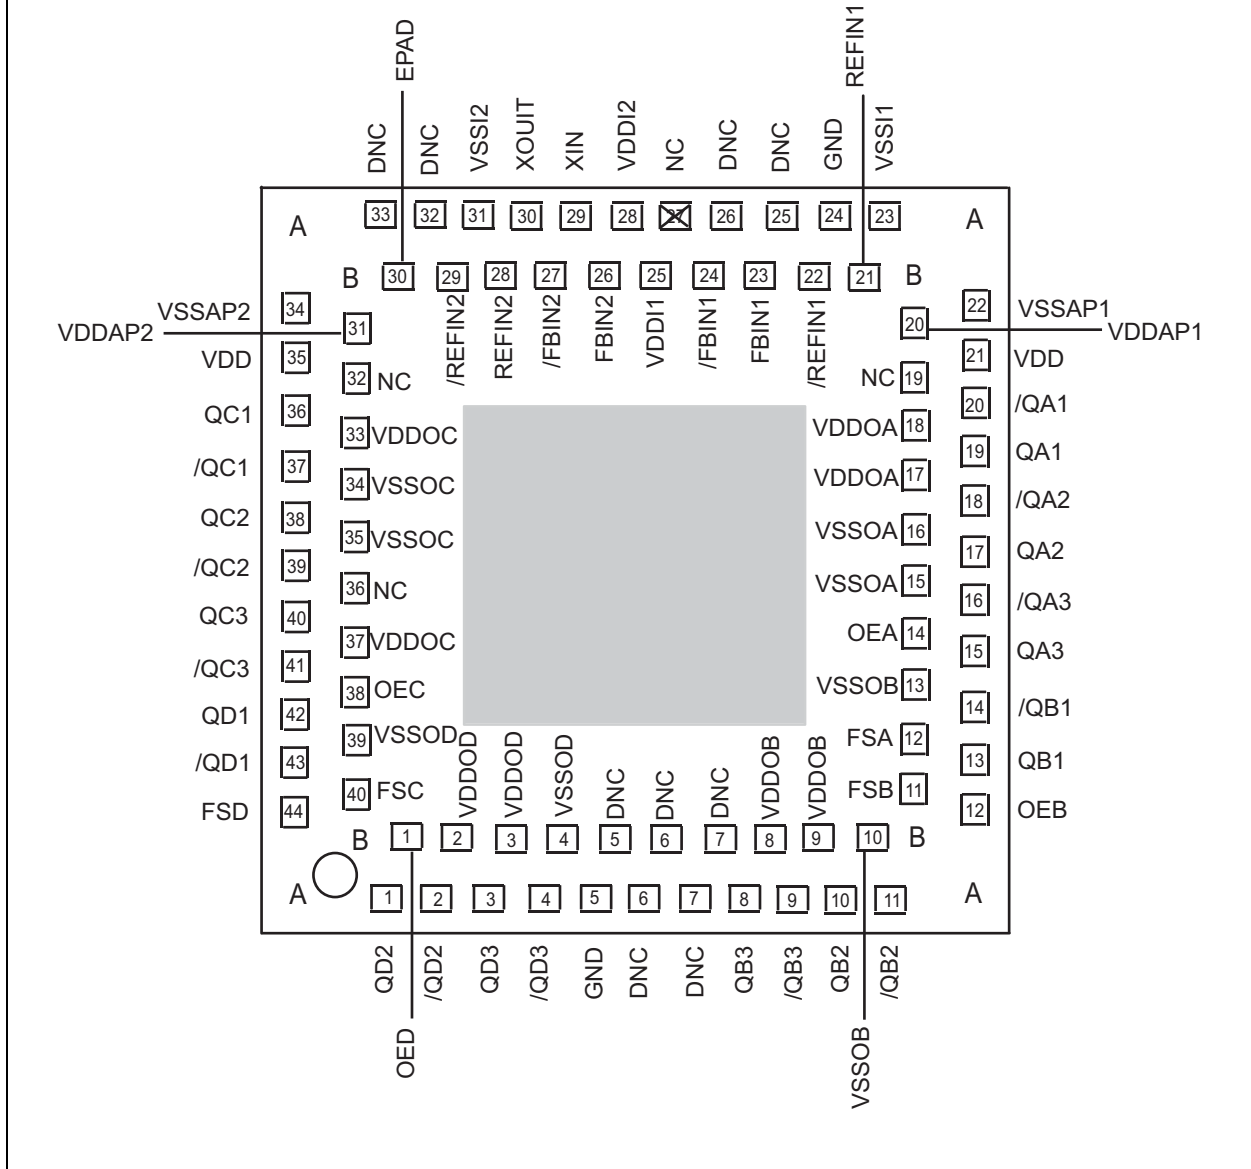 EPAD
REFIN1
DNC
DNC
VSSI2
XOUIT
XIN
VDDI2
NC
DNC
DNC
GND
VSSI1
A
33
32
31
30
29
28
27
26
25
24
23
A
B
30
29
28
27
26
25
24
23
22
21
B
/REFIN2
REFIN2
/FBIN2
FBIN2
VDDI1
/FBIN1
FBIN1
/REFIN1
VSSAP2
34
VDDAP2
31
VDD
35
32
NC
QC1
36
33
VDDOC
/QC1
37
34
VSSOC
QC2
38
35
VSSOC
/QC2
39
36
NC
QC3
40
37
VDDOC
/QC3
41
38
OEC
QD1
42
39
VSSOD
/QD1
43
40
FSC
FSD
44
22
VSSAP1
20
VDDAP1
21
VDD
NC
19
20
/QA1
VDDOA
18
19
QA1
VDDOA
17
18
/QA2
VSSOA
16
17
QA2
VSSOA
15
16
/QA3
OEA
14
15
QA3
VSSOB
13
14
/QB1
FSA
12
13
QB1
FSB
11
12
OEB
VDDOD
VDDOD
VSSOD
DNC
DNC
DNC
VDDOB
VDDOB
B
1
2
3
4
5
6
7
8
9
10
B
A
1
2
3
4
5
6
7
8
9
10
11
A
QD2
/QD2
QD3
/QD3
GND
DNC
DNC
QB3
/QB3
QB2
/QB2
OED
VSSOB